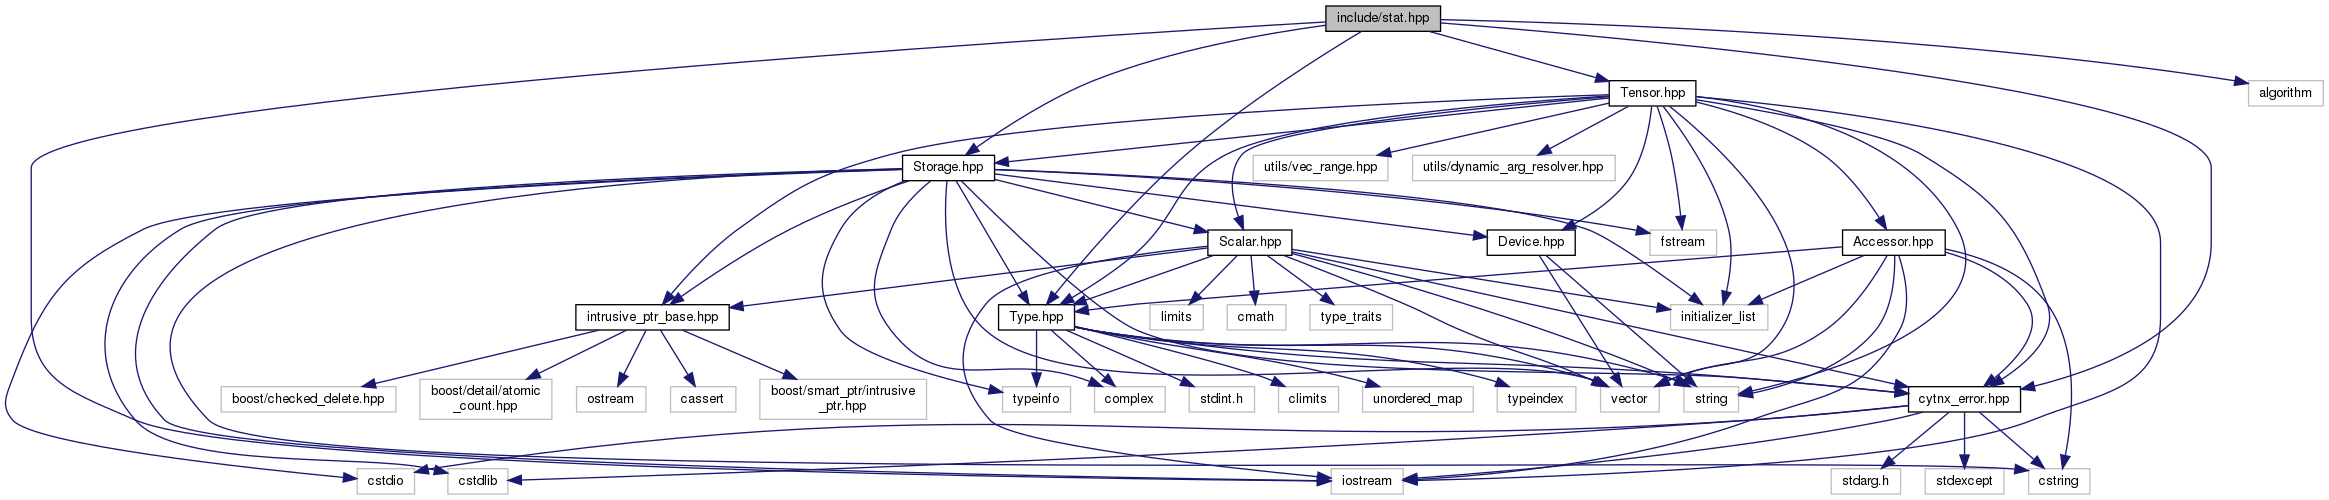 include/stat.hpp
Tensor.hpp
algorithm
Storage.hpp
utils/vec_range.hpp
utils/dynamic_arg_resolver.hpp
Scalar.hpp
Device.hpp
fstream
Accessor.hpp
intrusive_ptr_base.hpp
Type.hpp
limits
cmath
type_traits
initializer_list
boost/checked_delete.hpp
boost/detail/atomic
_count.hpp
ostream
cassert
boost/smart_ptr/intrusive
_ptr.hpp
typeinfo
complex
stdint.h
climits
unordered_map
typeindex
vector
string
cytnx_error.hpp
cstdio
cstdlib
iostream
stdarg.h
stdexcept
cstring